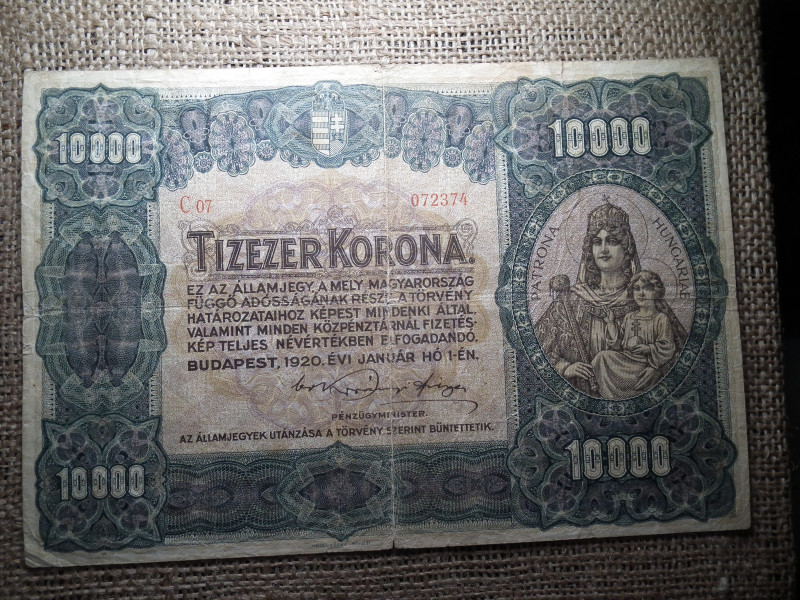 10000
10000
C 07 072374
TIZEZER KORONA.
EZ AZ ÁLLAMJEGY, A MELY MAGYARORSZÁG
FÜGGŐ ADÓSSÁGÁNAK RÉSZE, A TÖRVÉNY
HATÁROZATAIHOZ KÉPEST MINDENKI ÁLTAL,
VALAMINT MINDEN KÖZPÉNZTÁRNÁL FIZETÉS-
KÉP TELJES NÉVÉRTÉKBEN ELFOGADANDÓ.
BUDAPEST, 1920. ÉVI JANUÁR HÓ 1-ÉN.
PÉNZÜGYMINISTER.
AZ ÁLLAMJEGYEK UTÁNZÁSA A TÖRVÉNY SZERINT BÜNTETTETIK.
PATRONA HUNGARIAE
10000
10000